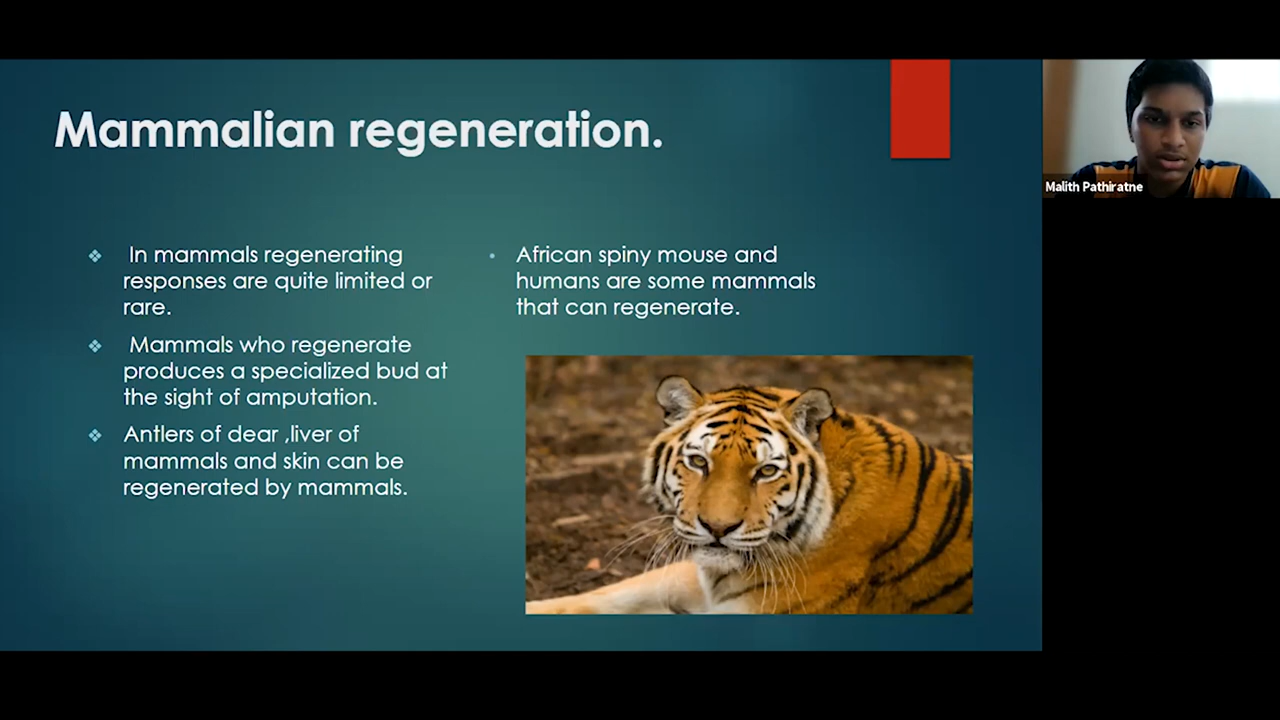 Mammalian regeneration.
In mammals regenerating
responses are quite limited or
rare.
Mammals who regenerate
produces a specialized bud at
the sight of amputation.
Antlers of dear ,liver of
mammals and skin can be
regenerated by mammals.
African spiny mouse and
humans are some mammals
that can regenerate.
Malith Pathiratne